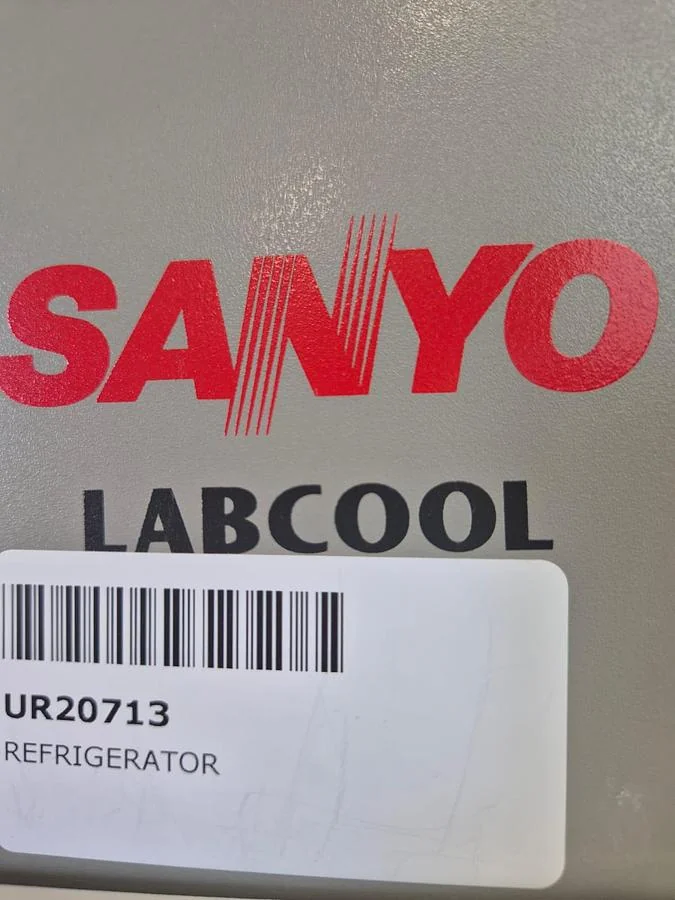 SANYO
LABCOOL
UR20713
REFRIGERATOR